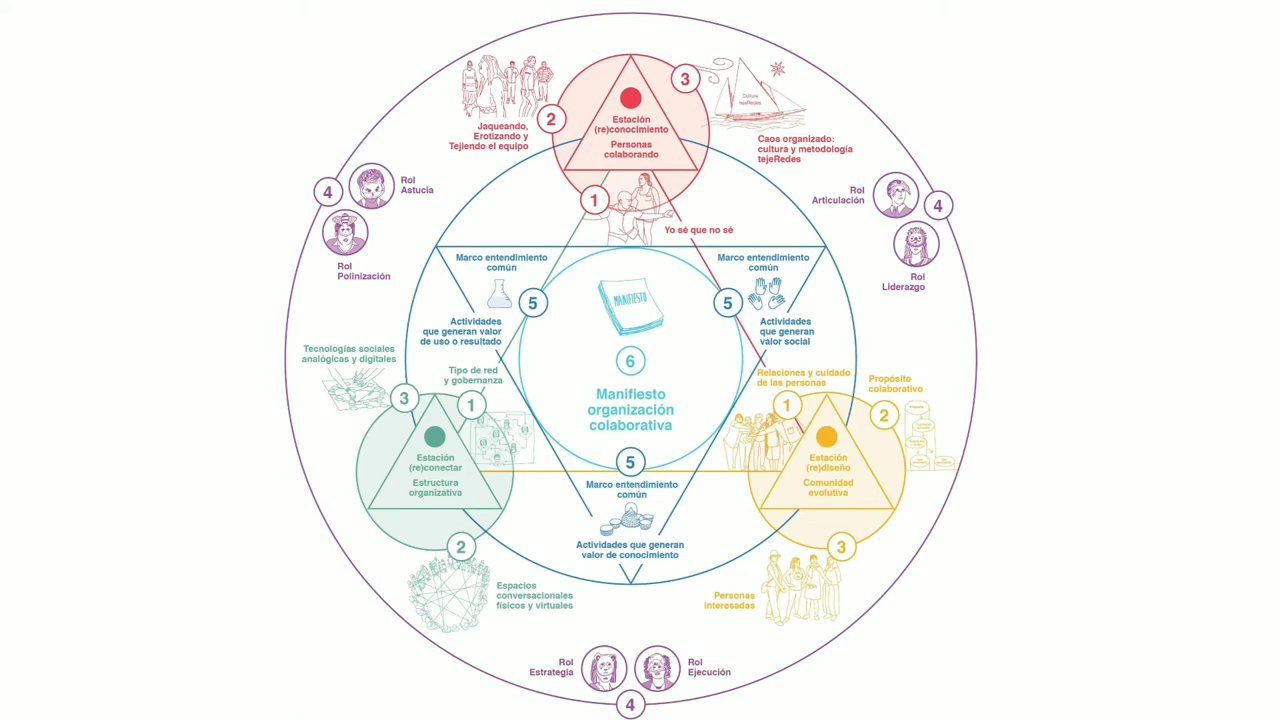 3
Cultura
tejeRedes
2
Estación
(re)conocimiento
Personas
colaborando
Jaqueando,
Erotizando y
Tejiendo el equipo
Caos organizado:
cultura y metodología
tejeRedes
4
Rol
Astucia
Rol
Polinización
1
Yo sé que no sé
Rol
Articulación
4
Rol
Liderazgo
Marco entendimiento
común
5
Actividades
que generan valor
de uso o resultado
Marco entendimiento
común
5
Actividades
que generan
valor social
MANIFIESTO
6
Manifiesto
organización
colaborativa
Tecnologías sociales
analógicas y digitales
3
Tipo de red
y gobernanza
1
Estación
(re)conectar
Estructura
organizativa
2
Espacios
conversacionales
físicos y virtuales
Relaciones y cuidado
de las personas
1
Propósito
colaborativo
2
Estación
(re)diseño
Comunidad
evolutiva
3
Personas
interesadas
5
Marco entendimiento
común
Actividades que generan
valor de conocimiento
Rol
Estrategia
Rol
Ejecución
4